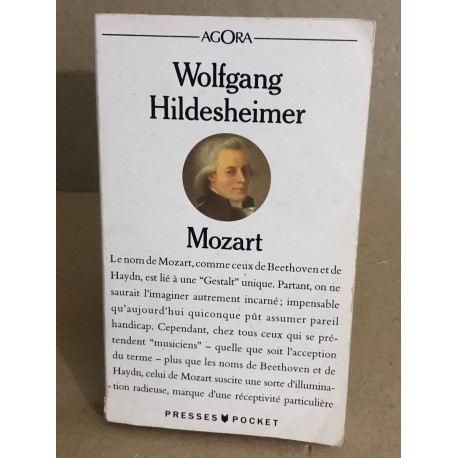 AGORA
Wolfgang
Hildesheimer
Mozart
Le nom de Mozart, comme ceux de Beethoven et de
Haydn, est lié à une "Gestalt" unique. Partant, on ne
saurait l'imaginer autrement incarné; impensable
qu'aujourd'hui quiconque pût assumer pareil
handicap. Cependant, chez tous ceux qui se pré-
tendent "musiciens" – quelle que soit l'acception
du terme – plus que les noms de Beethoven et de
Haydn, celui de Mozart suscite une sorte d'illumina-
tion radieuse, marque d'une réceptivité particulière
PRESSES POCKET